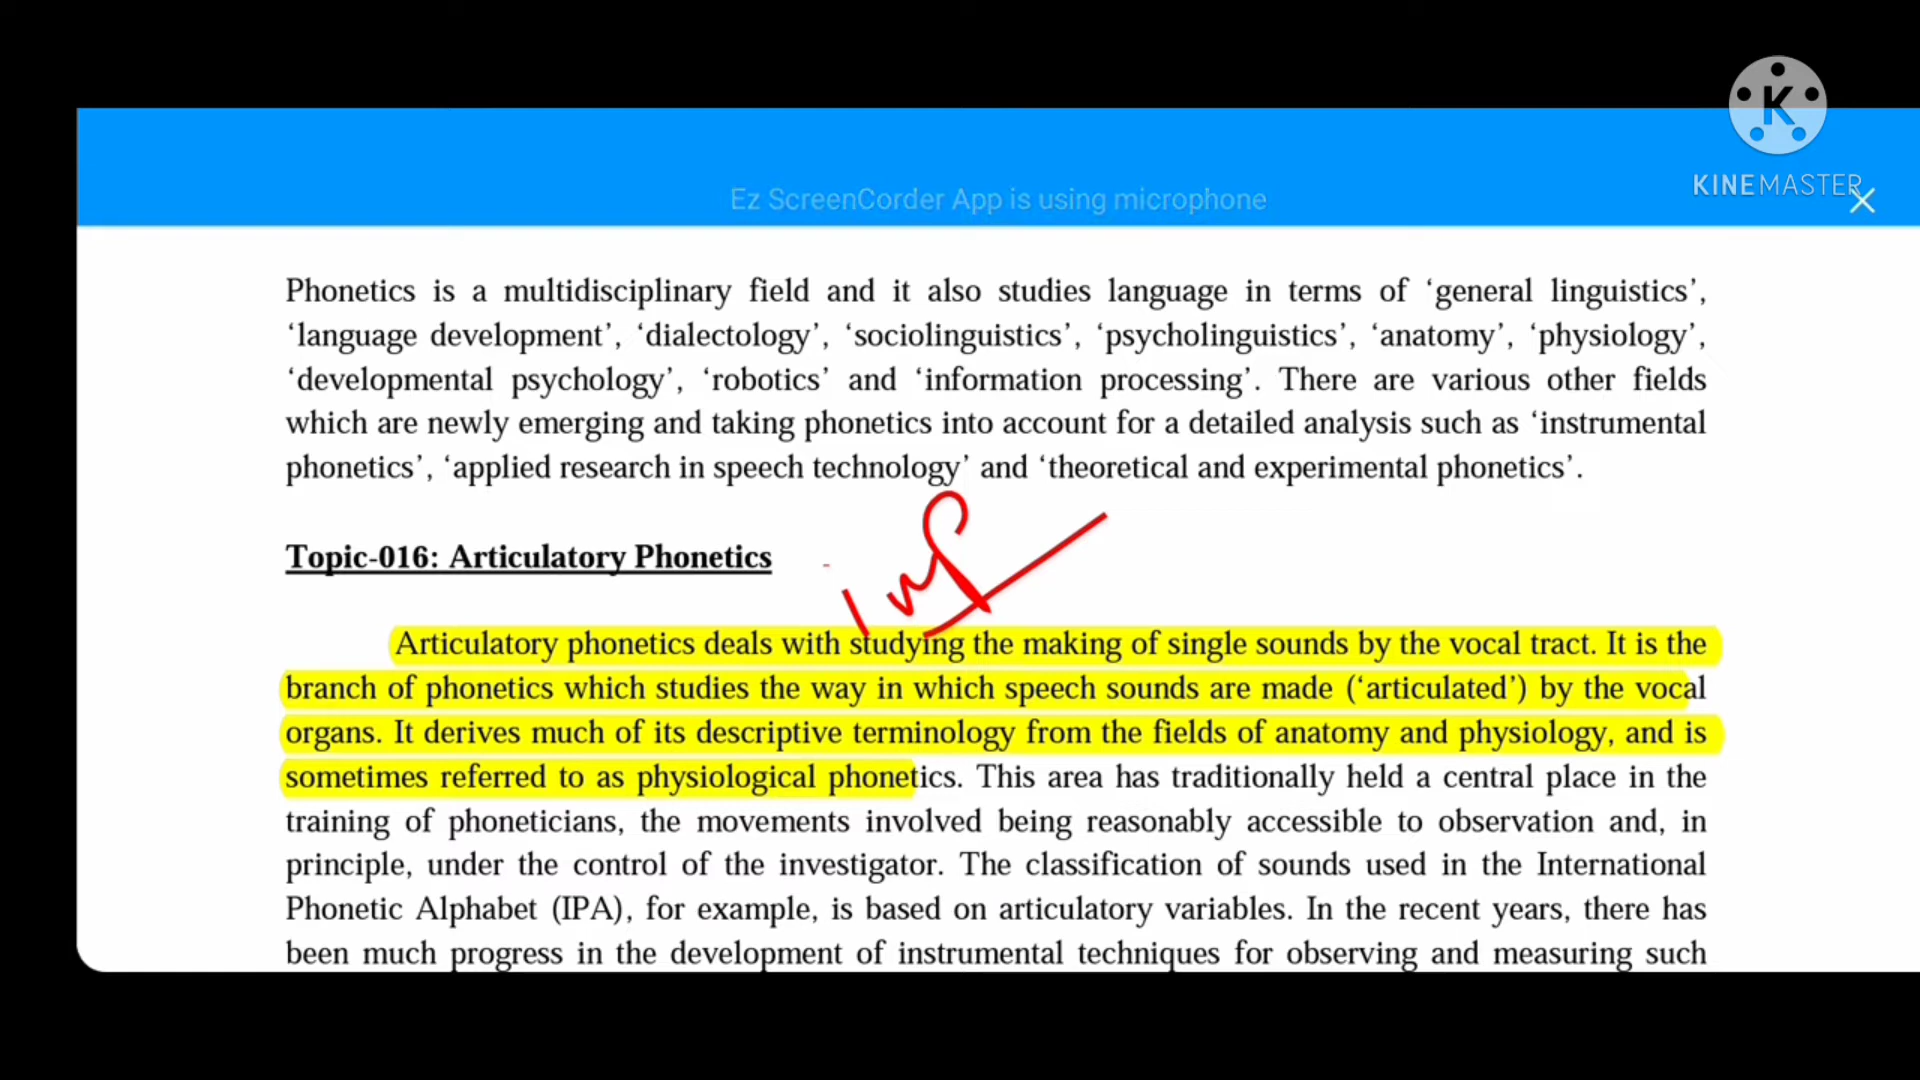 KINEMASTER
Ez ScreenCorder App is using microphone
Phonetics is a multidisciplinary field and it also studies language in terms of ‘general linguistics’,
‘language development’, ‘dialectology’, ‘sociolinguistics’, ‘psycholinguistics’, ‘anatomy’, ‘physiology’,
‘developmental psychology’, ‘robotics’ and ‘information processing’. There are various other fields
which are newly emerging and taking phonetics into account for a detailed analysis such as ‘instrumental
phonetics’, ‘applied research in speech technology’ and ‘theoretical and experimental phonetics’.
Topic-016: Articulatory Phonetics
Articulatory phonetics deals with studying the making of single sounds by the vocal tract. It is the
branch of phonetics which studies the way in which speech sounds are made (‘articulated’) by the vocal
organs. It derives much of its descriptive terminology from the fields of anatomy and physiology, and is
sometimes referred to as physiological phonetics. This area has traditionally held a central place in the
training of phoneticians, the movements involved being reasonably accessible to observation and, in
principle, under the control of the investigator. The classification of sounds used in the International
Phonetic Alphabet (IPA), for example, is based on articulatory variables. In the recent years, there has
been much progress in the development of instrumental techniques for observing and measuring such